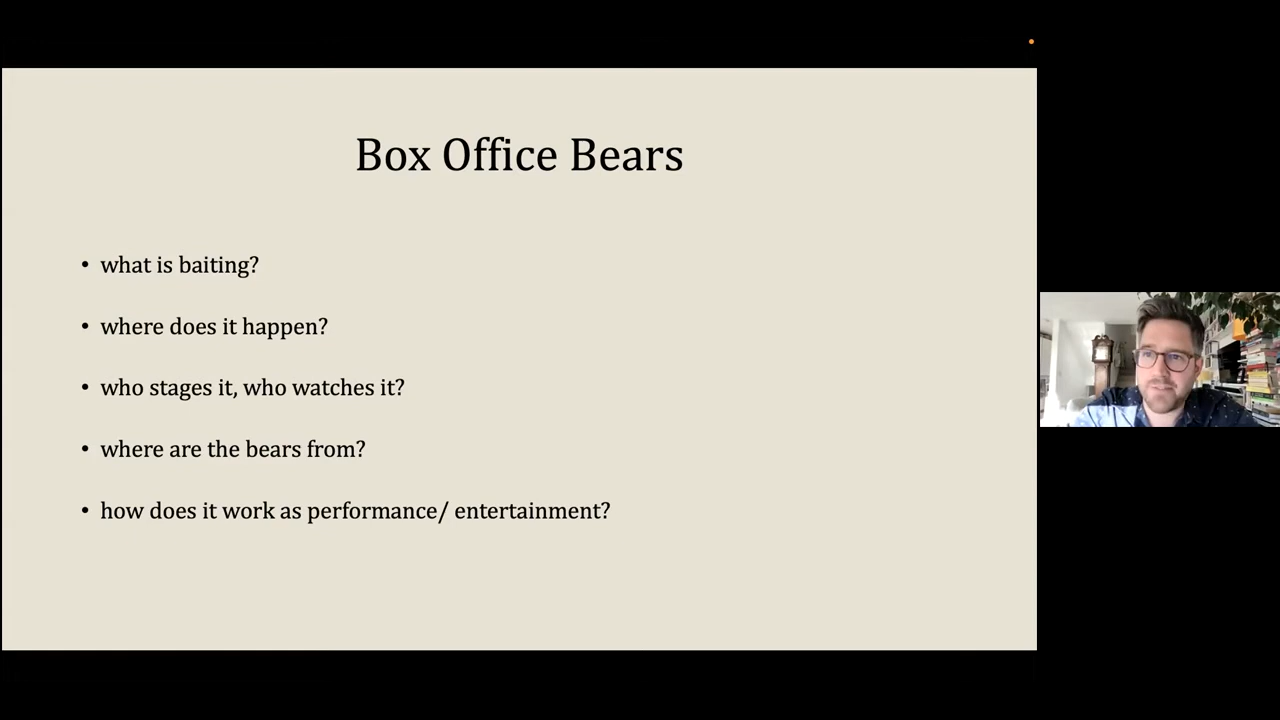 Box Office Bears
• what is baiting?
• where does it happen?
• who stages it, who watches it?
• where are the bears from?
• how does it work as performance/ entertainment?